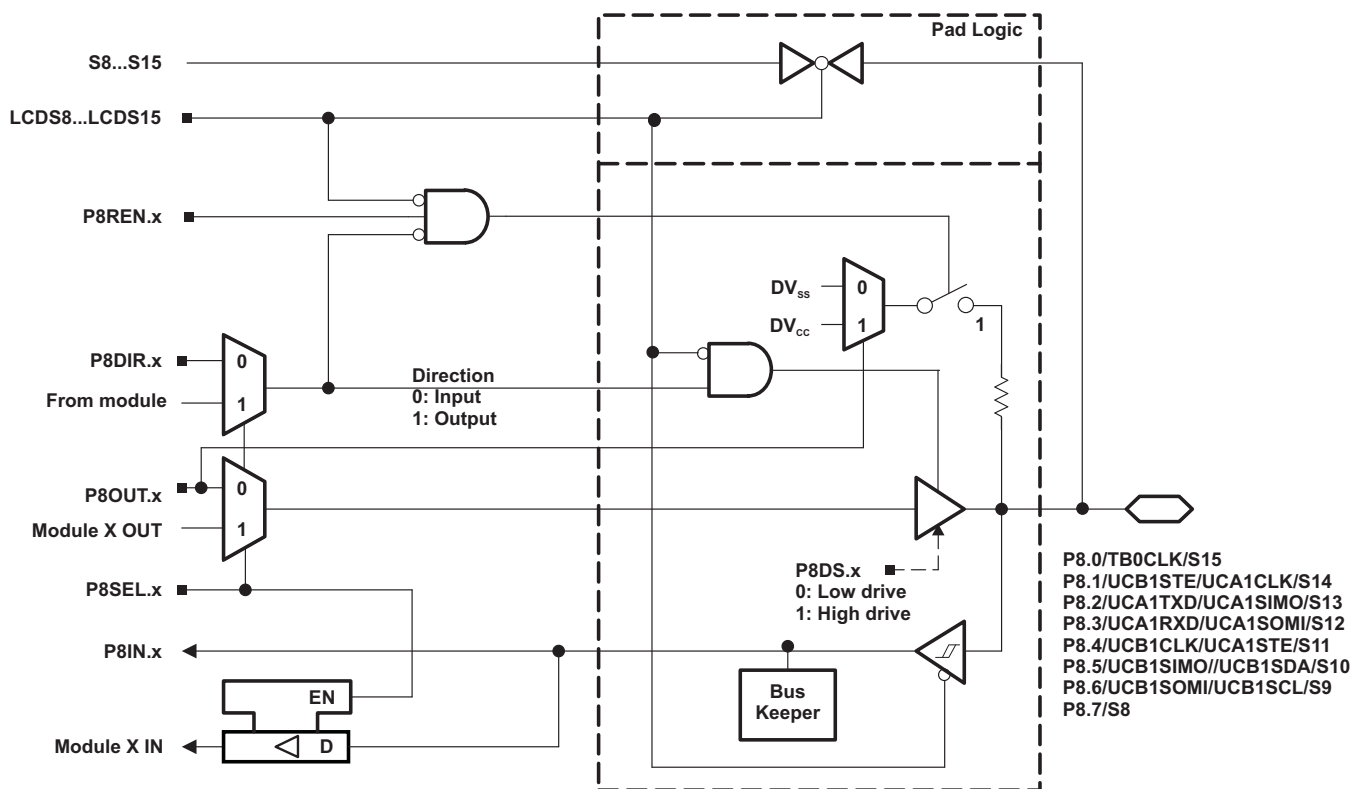 Pad Logic
S8...S15
LCDS8...LCDS15
P8REN.x
DVSS
0
DVCC
1
1
P8DIR.x
0
From module
1
Direction
0: Input
1: Output
P8OUT.x
0
Module X OUT
1
P8SEL.x
P8DS.x
0: Low drive
1: High drive
P8IN.x
EN
D
Module X IN
Bus
Keeper
P8.0/TB0CLK/S15
P8.1/UCB1STE/UCA1CLK/S14
P8.2/UCA1TXD/UCA1SIMO/S13
P8.3/UCA1RXD/UCA1SOMI/S12
P8.4/UCB1CLK/UCA1STE/S11
P8.5/UCB1SIMO//UCB1SDA/S10
P8.6/UCB1SOMI/UCB1SCL/S9
P8.7/S8